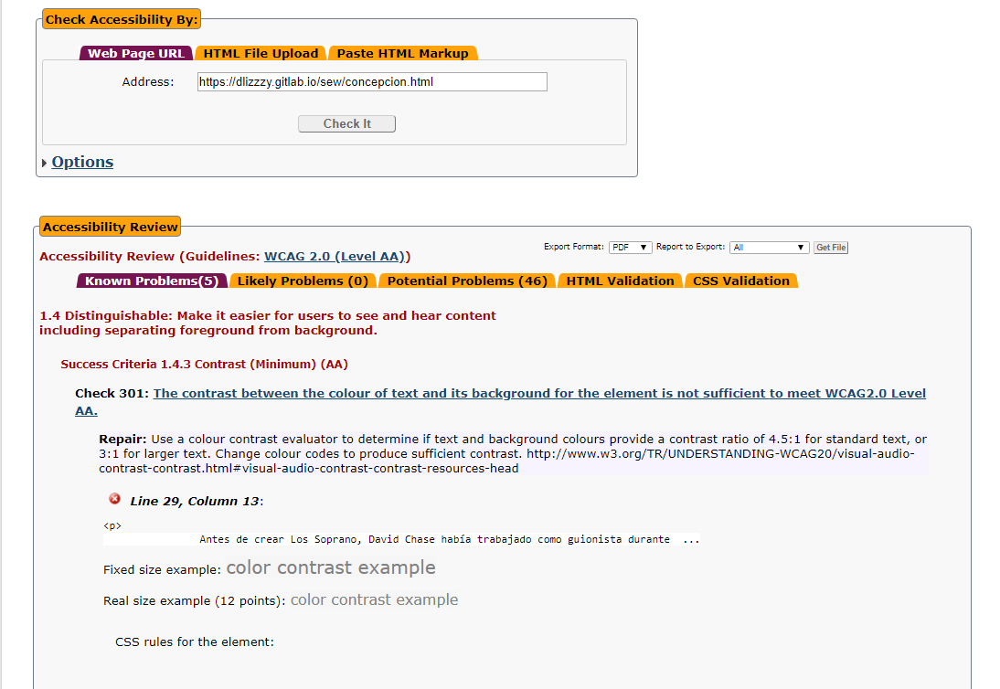 Check Accessibility By:
Web Page URL HTML File Upload Paste HTML Markup
Address: https://dlizzzy.gitlab.io/sew/concepcion.html
Check It
Options
Accessibility Review
Export Format: PDF Report to Export: All Get File
Accessibility Review (Guidelines: WCAG 2.0 (Level AA))
Known Problems(5) Likely Problems (0) Potential Problems (46) HTML Validation CSS Validation
1.4 Distinguishable: Make it easier for users to see and hear content
including separating foreground from background.
Success Criteria 1.4.3 Contrast (Minimum) (AA)
Check 301: The contrast between the colour of text and its background for the element is not sufficient to meet WCAG2.0 Level
AA.
Repair: Use a colour contrast evaluator to determine if text and background colours provide a contrast ratio of 4.5:1 for standard text, or
3:1 for larger text. Change colour codes to produce sufficient contrast. http://www.w3.org/TR/UNDERSTANDING-WCAG20/visual-audio-
contrast-contrast.html#visual-audio-contrast-contrast-resources-head
Line 29, Column 13:
<p>
Antes de crear Los Soprano, David Chase había trabajado como guionista durante ...
Fixed size example: color contrast example
Real size example (12 points): color contrast example
CSS rules for the element: